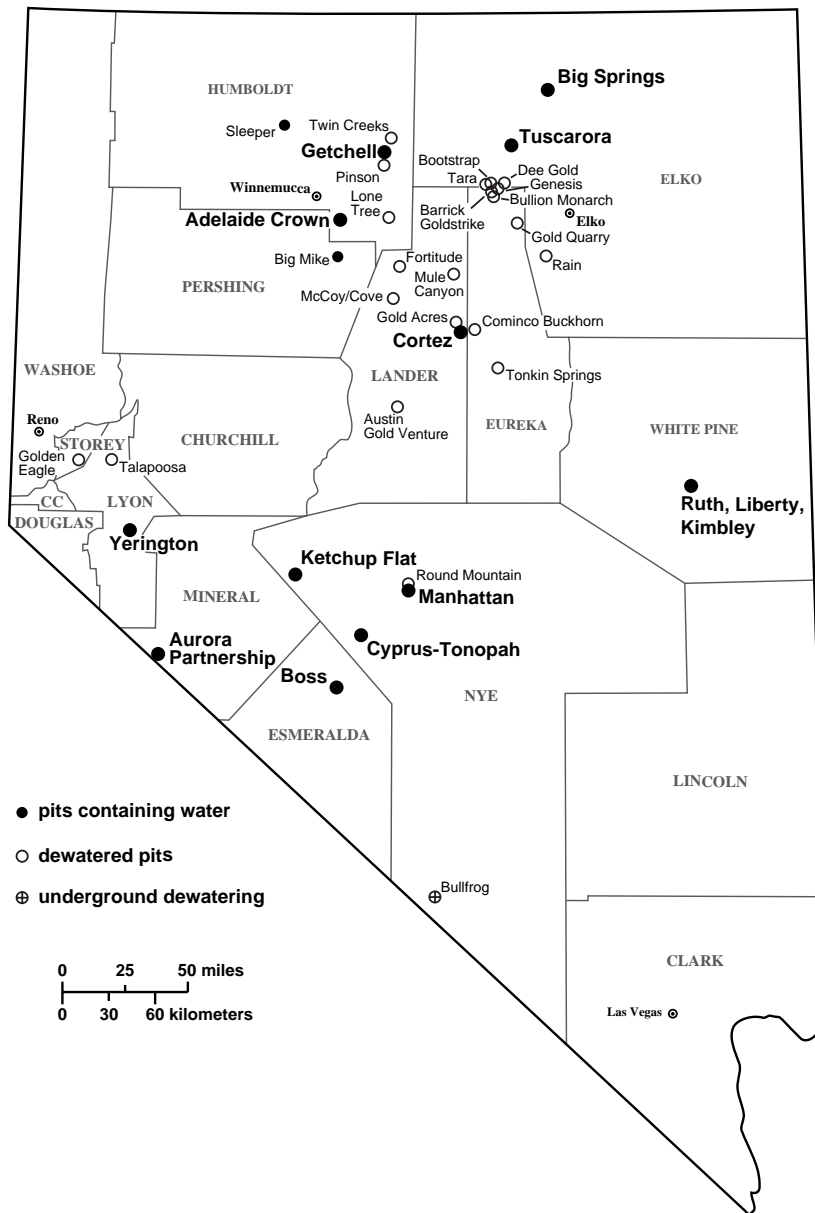 Big Springs
HUMBOLDT
Sleeper
Twin Creeks
Getchell
Tuscarora
Pinson
Bootstrap
Tara
Dee Gold
Genesis
Bullion Monarch
ELKO
Winnemucca
Lone
Tree
Barrick
Goldstrike
Elko
Adelaide Crown
Gold Quarry
Big Mike
Fortitude
Rain
PERSHING
Mule
Canyon
McCoy/Cove
Gold Acres
Cominco Buckhorn
Cortez
WASHOE
LANDER
Tonkin Springs
Reno
Austin
Gold Venture
EUREKA
WHITE PINE
STOREY
CHURCHILL
Golden
Eagle
Talapoosa
CC
LYON
DOUGLAS
Ruth, Liberty,
Kimbley
Yerington
Ketchup Flat
Round Mountain
Manhattan
MINERAL
Aurora
Partnership
Cyprus-Tonopah
Boss
NYE
ESMERALDA
LINCOLN
pits containing water
dewatered pits
underground dewatering
Bullfrog
CLARK
0 25 50 miles
0 30 60 kilometers
Las Vegas